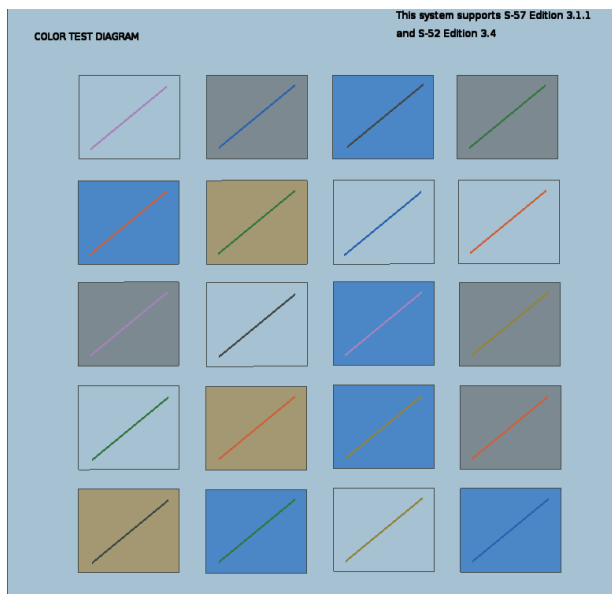 This system supports S-57 Edition 3.1.1
COLOR TEST DIAGRAM
and S-52 Edition 3.4